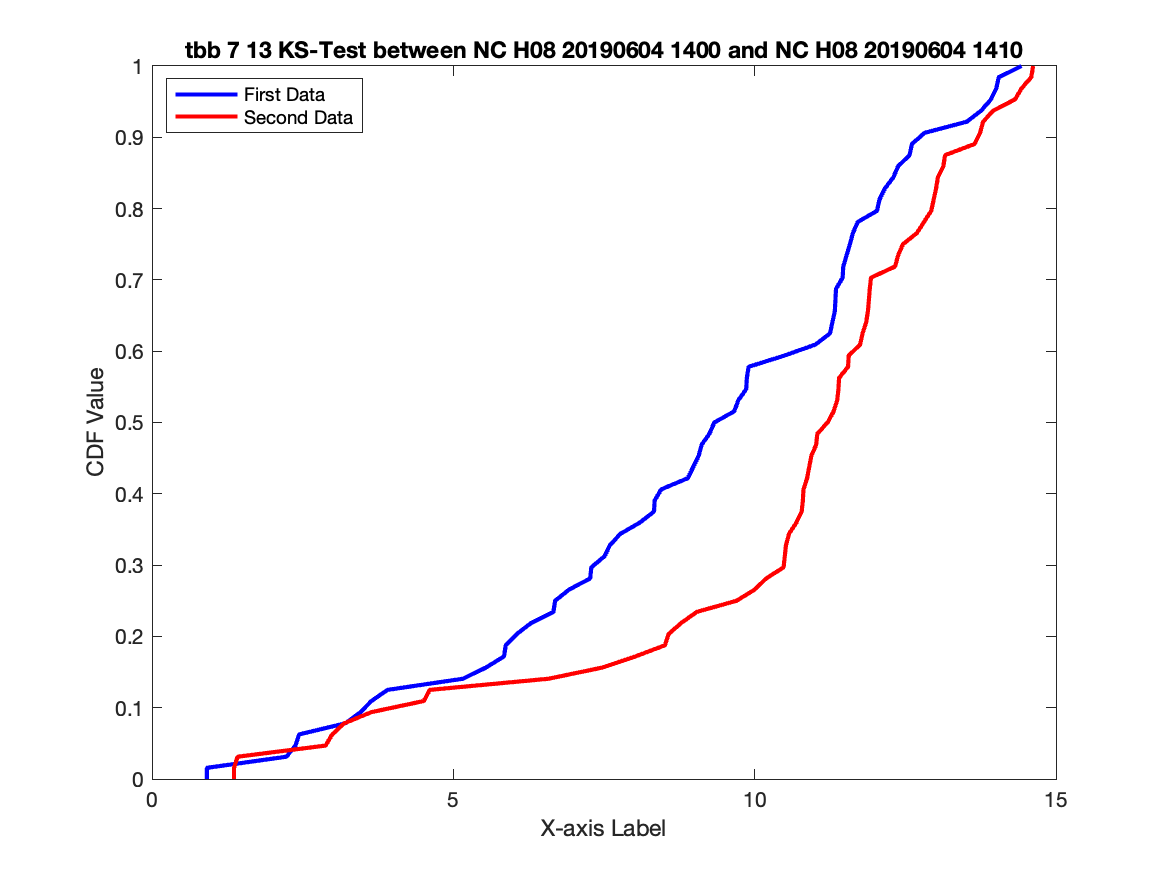 tbb 7 13 KS-Test between NC H08 20190604 1400 and NC H08 20190604 1410
First Data
Second Data
1
0.9
0.8
0.7
0.6
0.5
0.4
0.3
0.2
0.1
0
CDF Value
0 5 10 15
X-axis Label